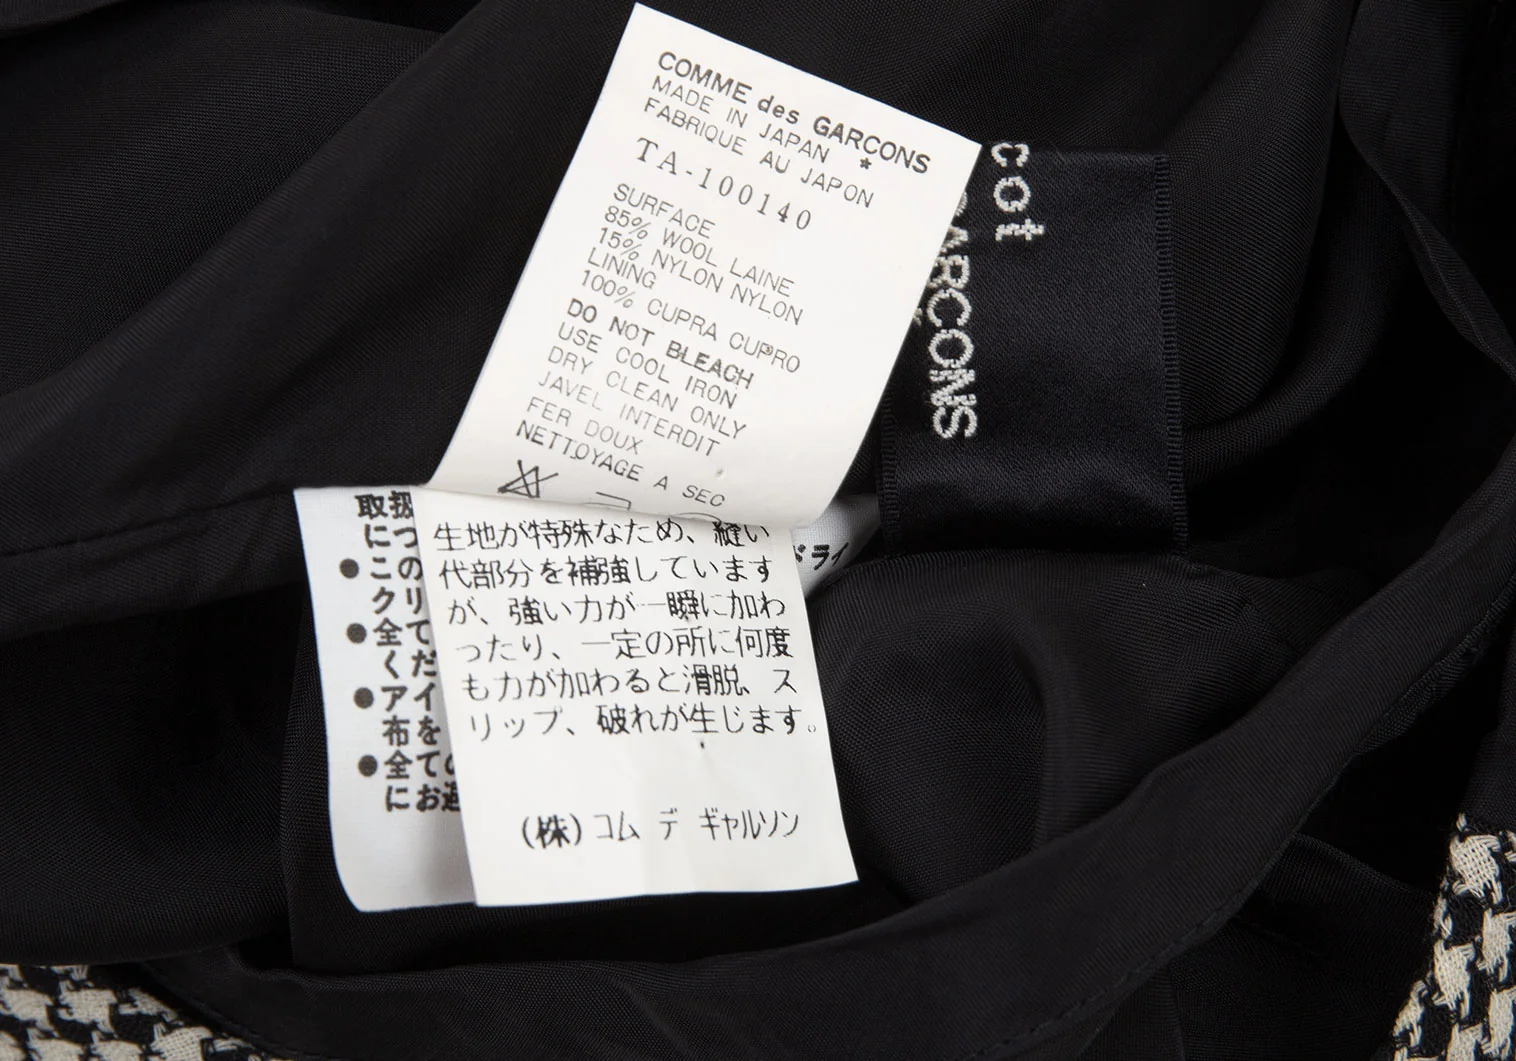 COMME des GARCONS
MADE IN JAPAN *
FABRIQUE AU JAPON
TA-100140
SURFACE
85% WOOL LAINE
15% NYLON NYLON
LINING
100% CUPRA CUPRO
DO NOT BLEACH
USE COOL IRON
DRY CLEAN ONLY
JAVEL INTERDIT
FER DOUX
NETTOYAGE A SEC
cot
GARCONS
生地が特殊なため、縫い
代部分を補強しています
が、強い力が一瞬に加わ
ったり、一定の所に何度
も力が加わると滑脱、ス
リップ、破れが生じます。
(株)コム デ ギャルソン
取扱
につ
●この
クリ
●全て
くだ
●アイ
布を
●全ての
にお
ドライ